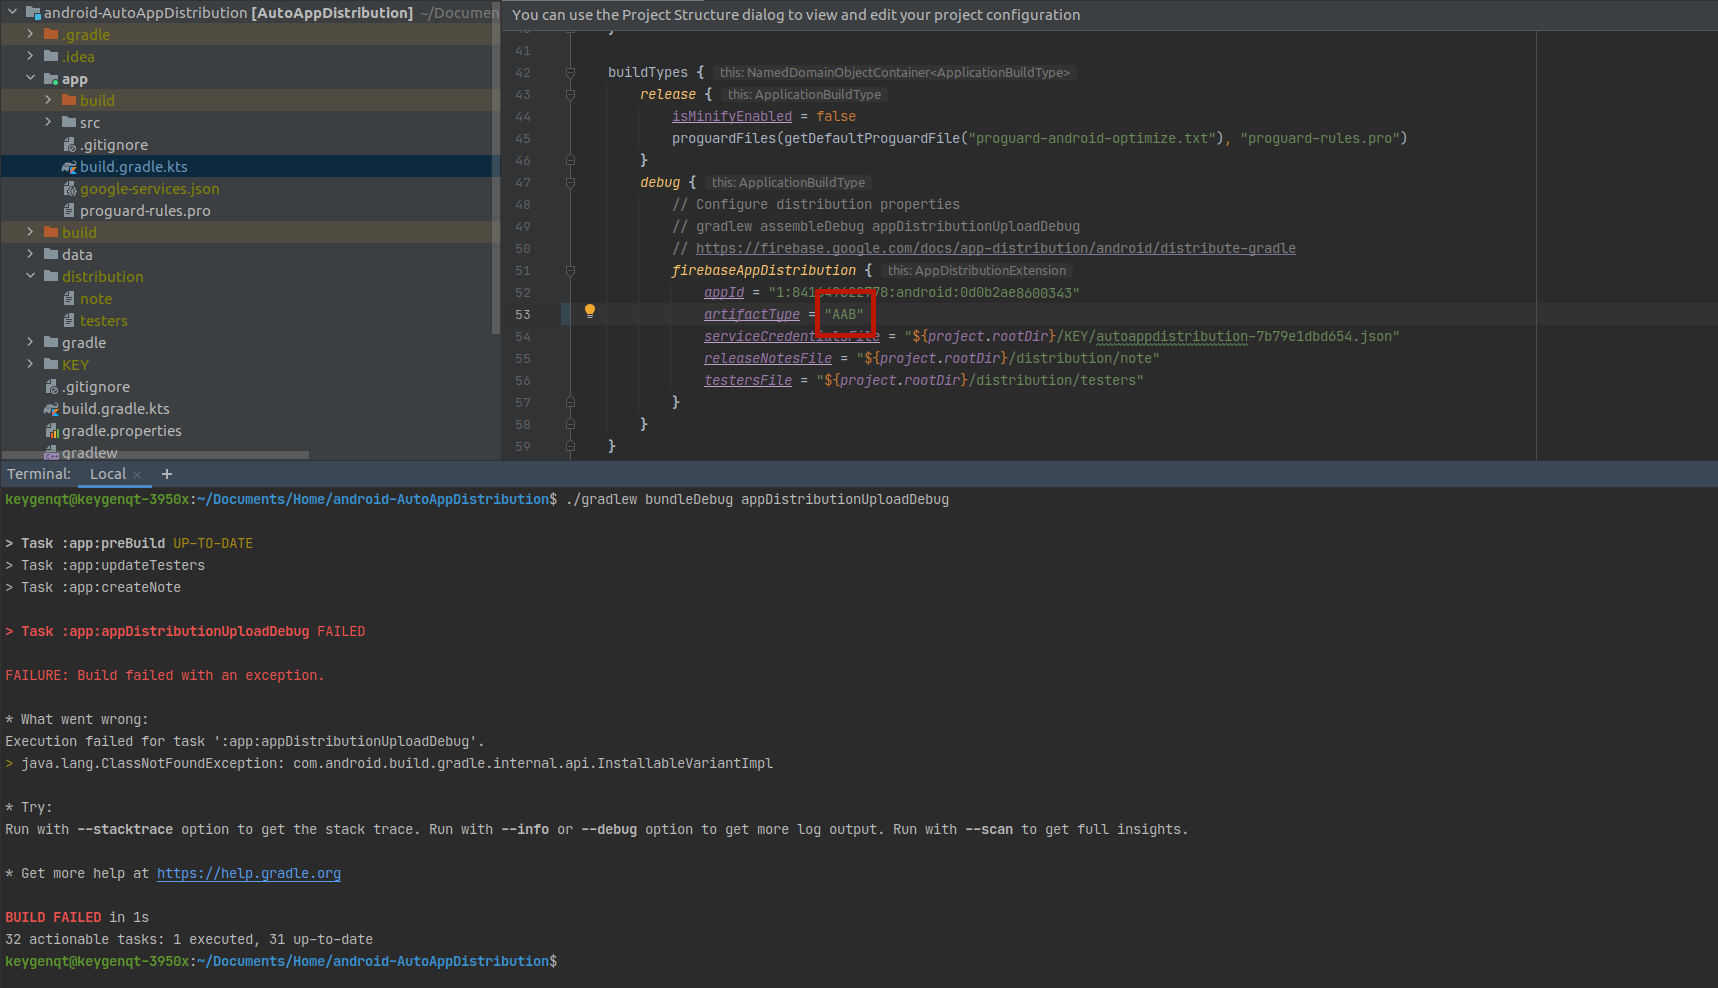 android-AutoAppDistribution [AutoAppDistribution] ~/Documen
.gradle
.idea
app
build
src
.gitignore
build.gradle.kts
google-services.json
proguard-rules.pro
build
data
distribution
note
testers
gradle
KEY
.gitignore
build.gradle.kts
gradle.properties
gradlew
You can use the Project Structure dialog to view and edit your project configuration
40 }
41
42 buildTypes { this: NamedDomainObjectContainer<ApplicationBuildType>
43 release { this: ApplicationBuildType
44 isMinifyEnabled = false
45 proguardFiles(getDefaultProguardFile("proguard-android-optimize.txt"), "proguard-rules.pro")
46 }
47 debug { this: ApplicationBuildType
48 // Configure distribution properties
49 // gradlew assembleDebug appDistributionUploadDebug
50 // https://firebase.google.com/docs/app-distribution/android/distribute-gradle
51 firebaseAppDistribution { this: AppDistributionExtension
52 appId = :android:0d0b2ae8600343"
53 artifactType = "AAB"
54 serviceCredentialsFile = "${project.rootDir}/KEY/autoappdistribution-7b79e1dbd654.json"
55 releaseNotesFile = "${project.rootDir}/distribution/note"
56 testersFile = "${project.rootDir}/distribution/testers"
57 }
58 }
59 }
Terminal: Local × +
keygenqt@keygenqt-3950x:~/Documents/Home/android-AutoAppDistribution$ ./gradlew bundleDebug appDistributionUploadDebug
> Task :app:preBuild UP-TO-DATE
> Task :app:updateTesters
> Task :app:createNote
> Task :app:appDistributionUploadDebug FAILED
FAILURE: Build failed with an exception.
* What went wrong:
Execution failed for task ':app:appDistributionUploadDebug'.
> java.lang.ClassNotFoundException: com.android.build.gradle.internal.api.InstallableVariantImpl
* Try:
Run with --stacktrace option to get the stack trace. Run with --info or --debug option to get more log output. Run with --scan to get full insights.
* Get more help at https://help.gradle.org
BUILD FAILED in 1s
32 actionable tasks: 1 executed, 31 up-to-date
keygenqt@keygenqt-3950x:~/Documents/Home/android-AutoAppDistribution$